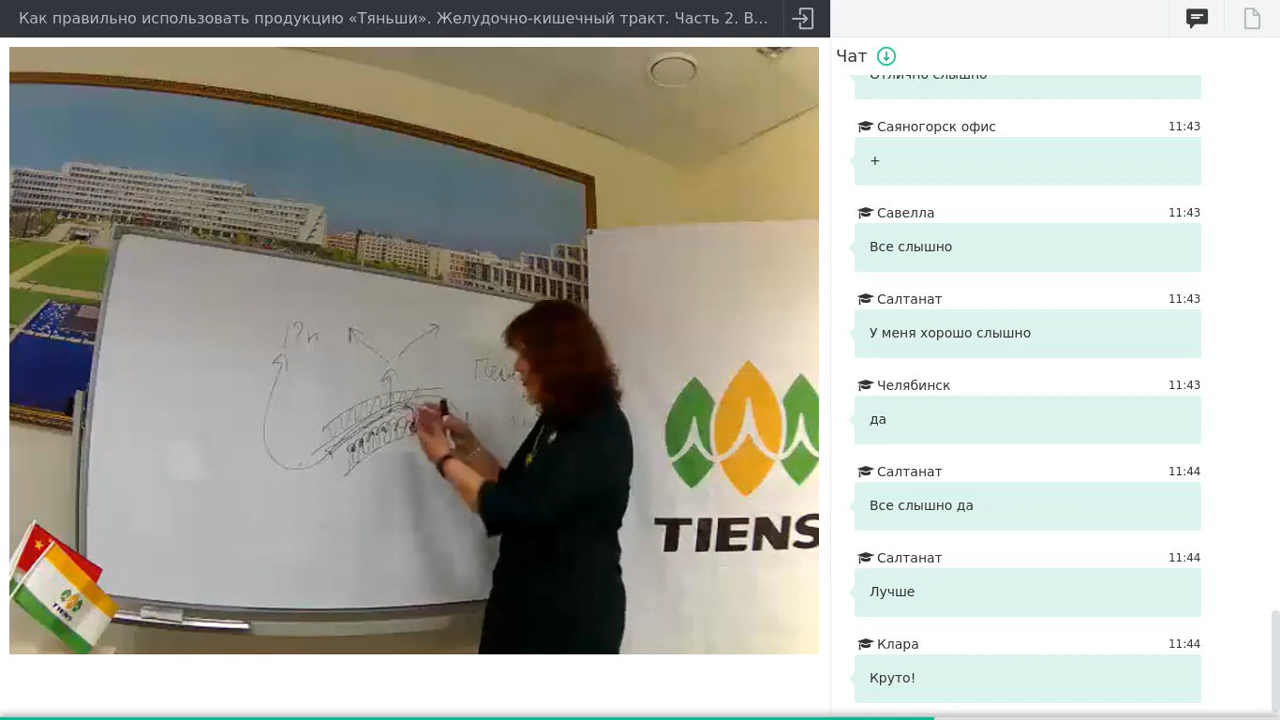 Как правильно использовать продукцию «Тяньши». Желудочно-кишечный тракт. Часть 2. В...
Чат
Отлично слышно
Саяногорск офис 11:43
+
Савелла 11:43
Все слышно
Салтанат 11:43
У меня хорошо слышно
Челябинск 11:43
да
Салтанат 11:44
Все слышно да
Салтанат 11:44
Лучше
Клара 11:44
Круто!
TIENS
TIENS